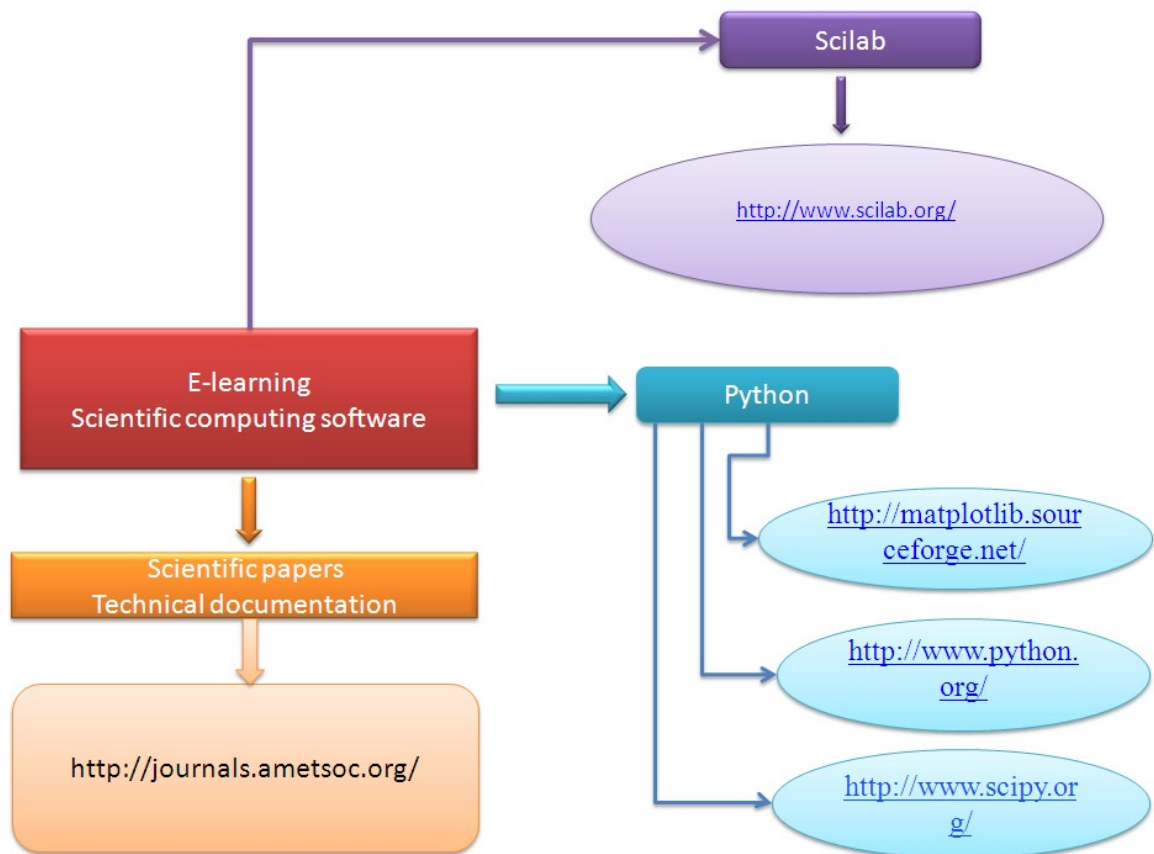 Scilab
http://www.scilab.org/
E-learning
Scientific computing software
Python
http://matplotlib.sour
ceforge.net/
Scientific papers
Technical documentation
http://www.python.
org/
http://journals.ametsoc.org/
http://www.scipy.or
g/